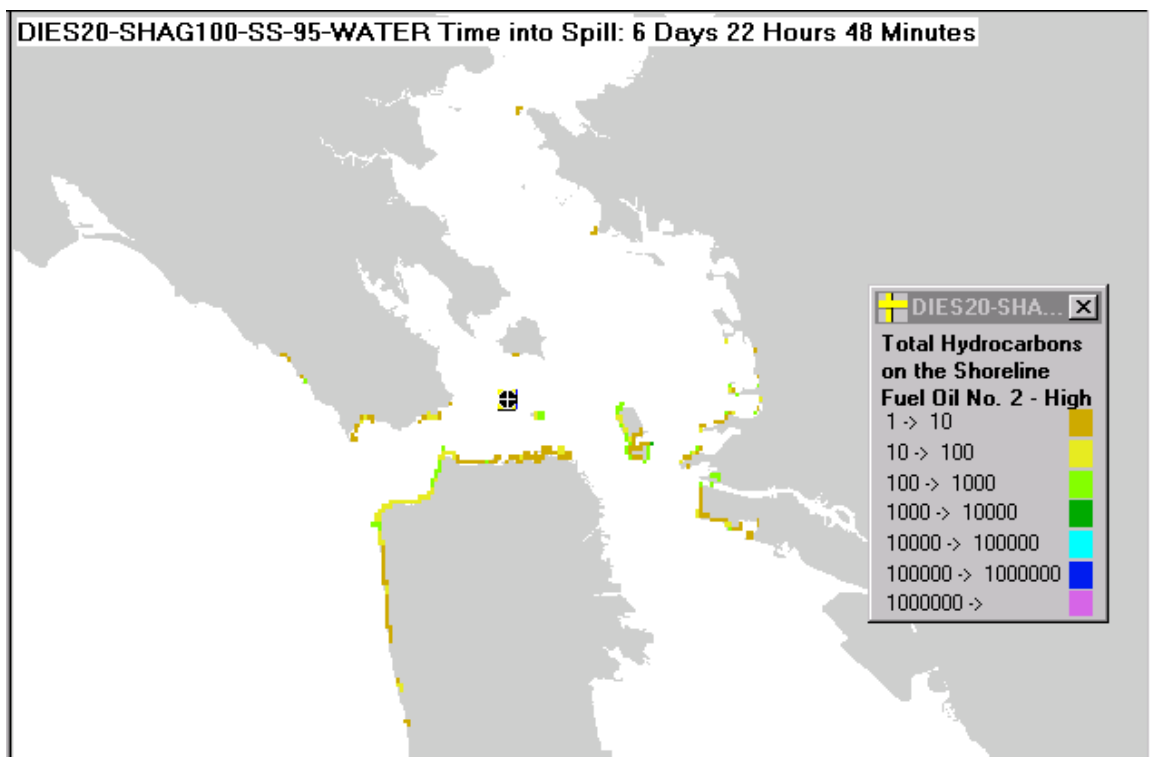 DIES20-SHAG100-SS-95-WATER Time into Spill: 6 Days 22 Hours 48 Minutes
DIES20-SHA...
Total Hydrocarbons
on the Shoreline
Fuel Oil No. 2 - High
1 -> 10
10 -> 100
100 -> 1000
1000 -> 10000
10000 -> 100000
100000 -> 1000000
1000000 ->